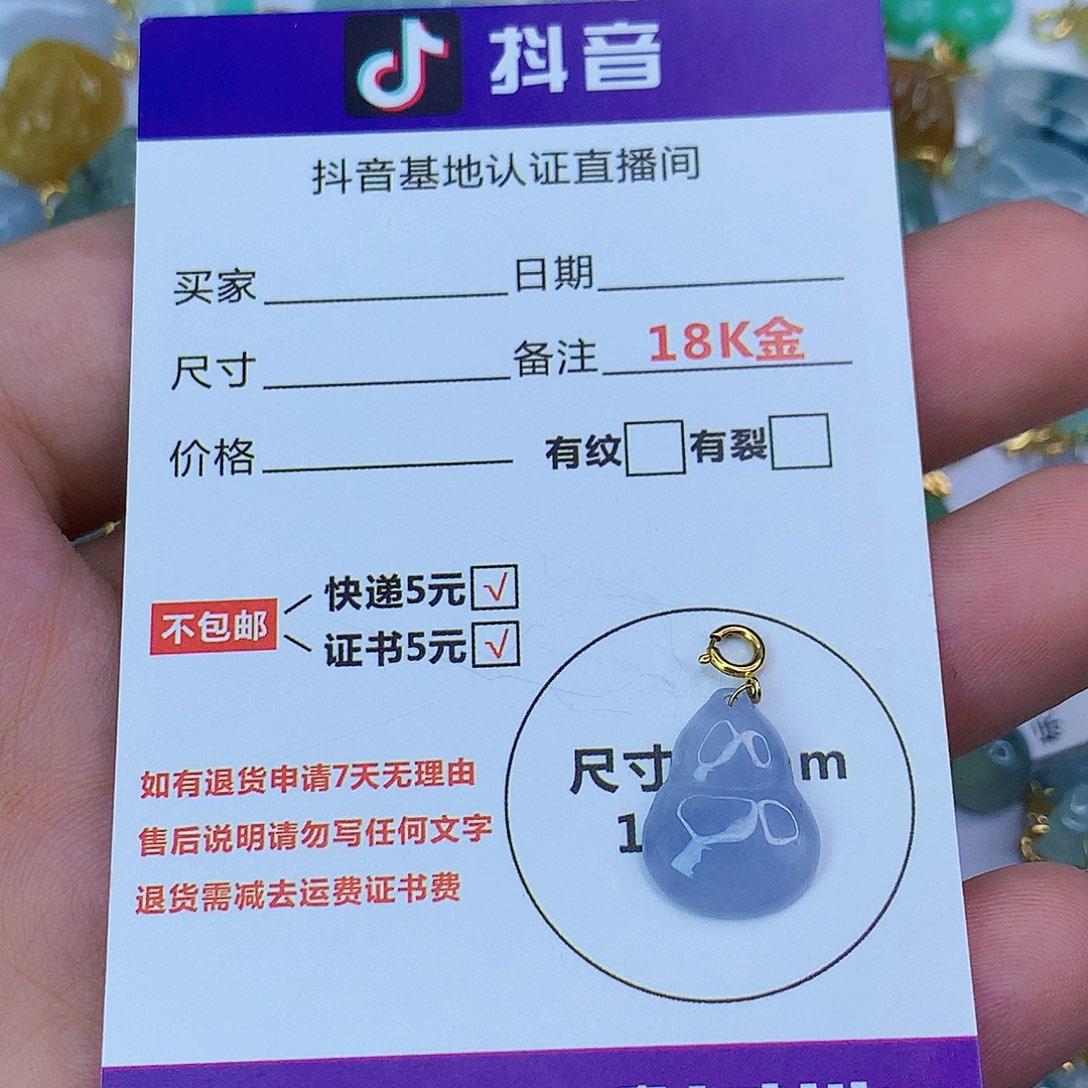 抖音
抖音基地认证直播间
买家 日期
尺寸 备注 18K金
价格 有纹 有裂
不包邮
快递5元 √
证书5元 √
如有退货申请7天无理由
售后说明请勿写任何文字
退货需减去运费证书费
尺寸 m
1